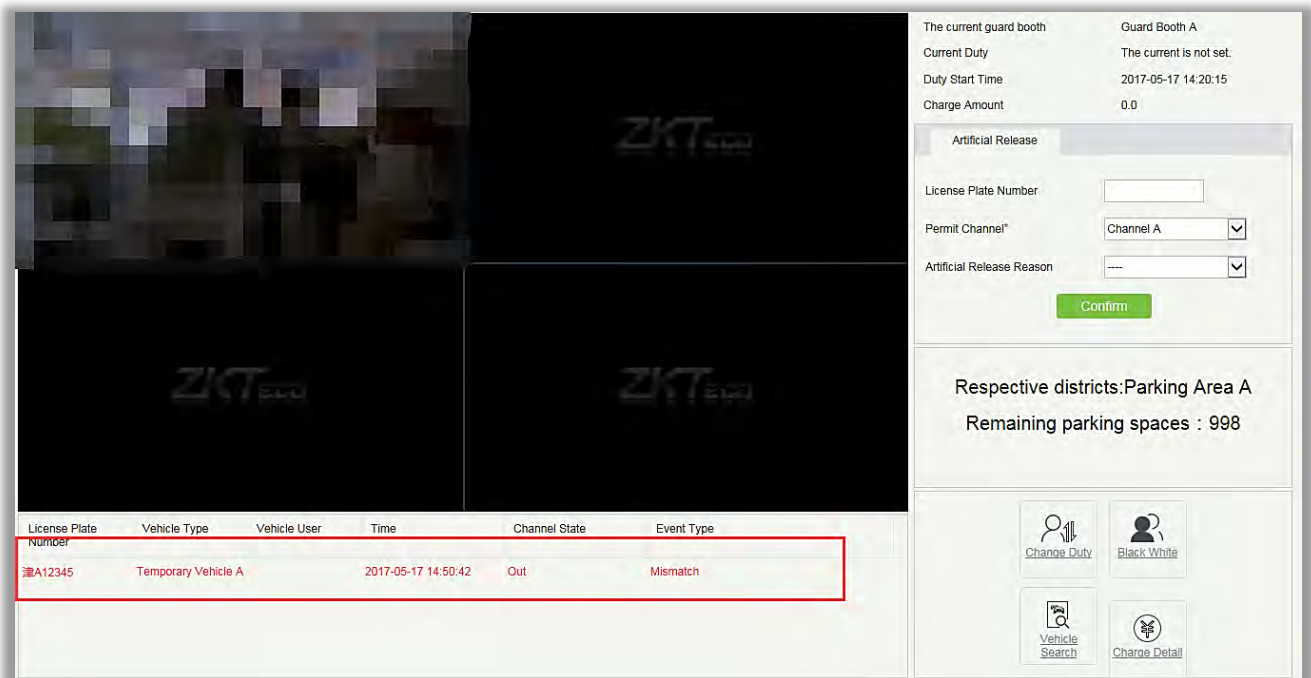 The current guard booth Guard Booth A
Current Duty The current is not set.
Duty Start Time 2017-05-17 14:20:15
Charge Amount 0.0
ZKTeco
Artificial Release
License Plate Number
Permit Channel* Channel A
Artificial Release Reason ----
Confirm
ZKTeco
ZKTeco
Respective districts:Parking Area A
Remaining parking spaces : 998
License Plate Number Vehicle Type Vehicle User Time Channel State Event Type
津A12345 Temporary Vehicle A 2017-05-17 14:50:42 Out Mismatch
Change Duty
Black White
Vehicle
Search
Charge Detail